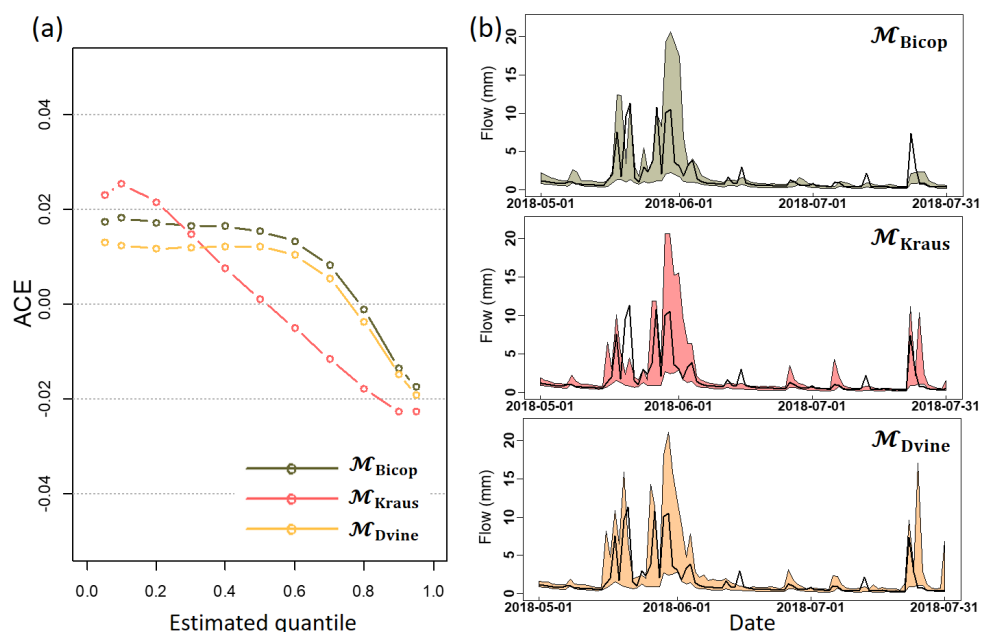 (a)
ACE
0.04
0.02
0.00
-0.02
-0.04
0.0 0.2 0.4 0.6 0.8 1.0
Estimated quantile
ℳBicop
ℳKraus
ℳDvine
(b)
ℳBicop
Flow (mm)
20
15
10
5
0
2018-05-01 2018-06-01 2018-07-01 2018-07-31
ℳKraus
Flow (mm)
20
15
10
5
0
2018-05-01 2018-06-01 2018-07-01 2018-07-31
ℳDvine
Flow (mm)
20
15
10
5
0
2018-05-01 2018-06-01 2018-07-01 2018-07-31
Date